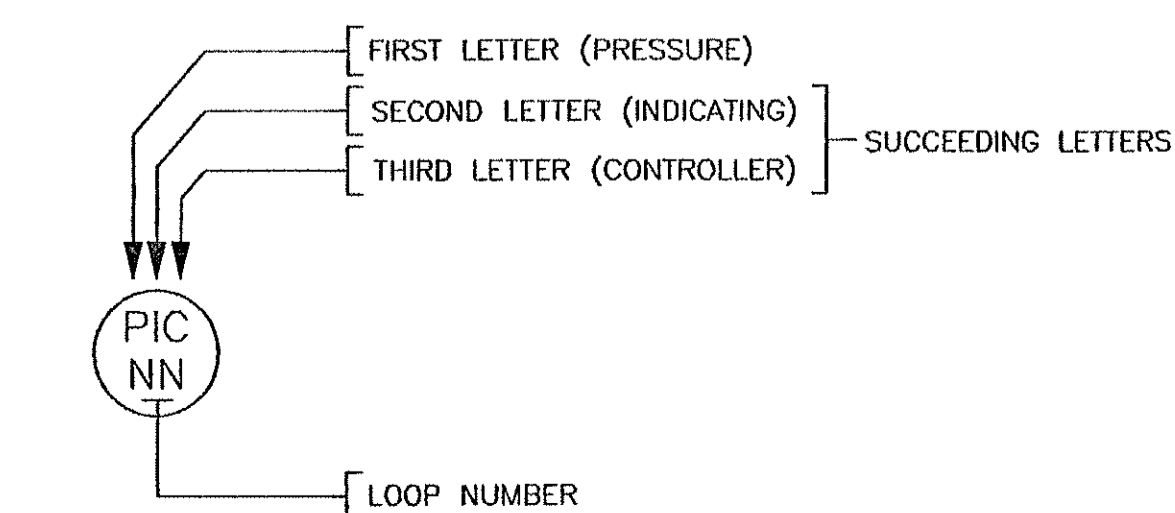 FIRST LETTER (PRESSURE)
SECOND LETTER (INDICATING)
SUCCEEDING LETTERS
THIRD LETTER (CONTROLLER)
PIC
NN
LOOP NUMBER